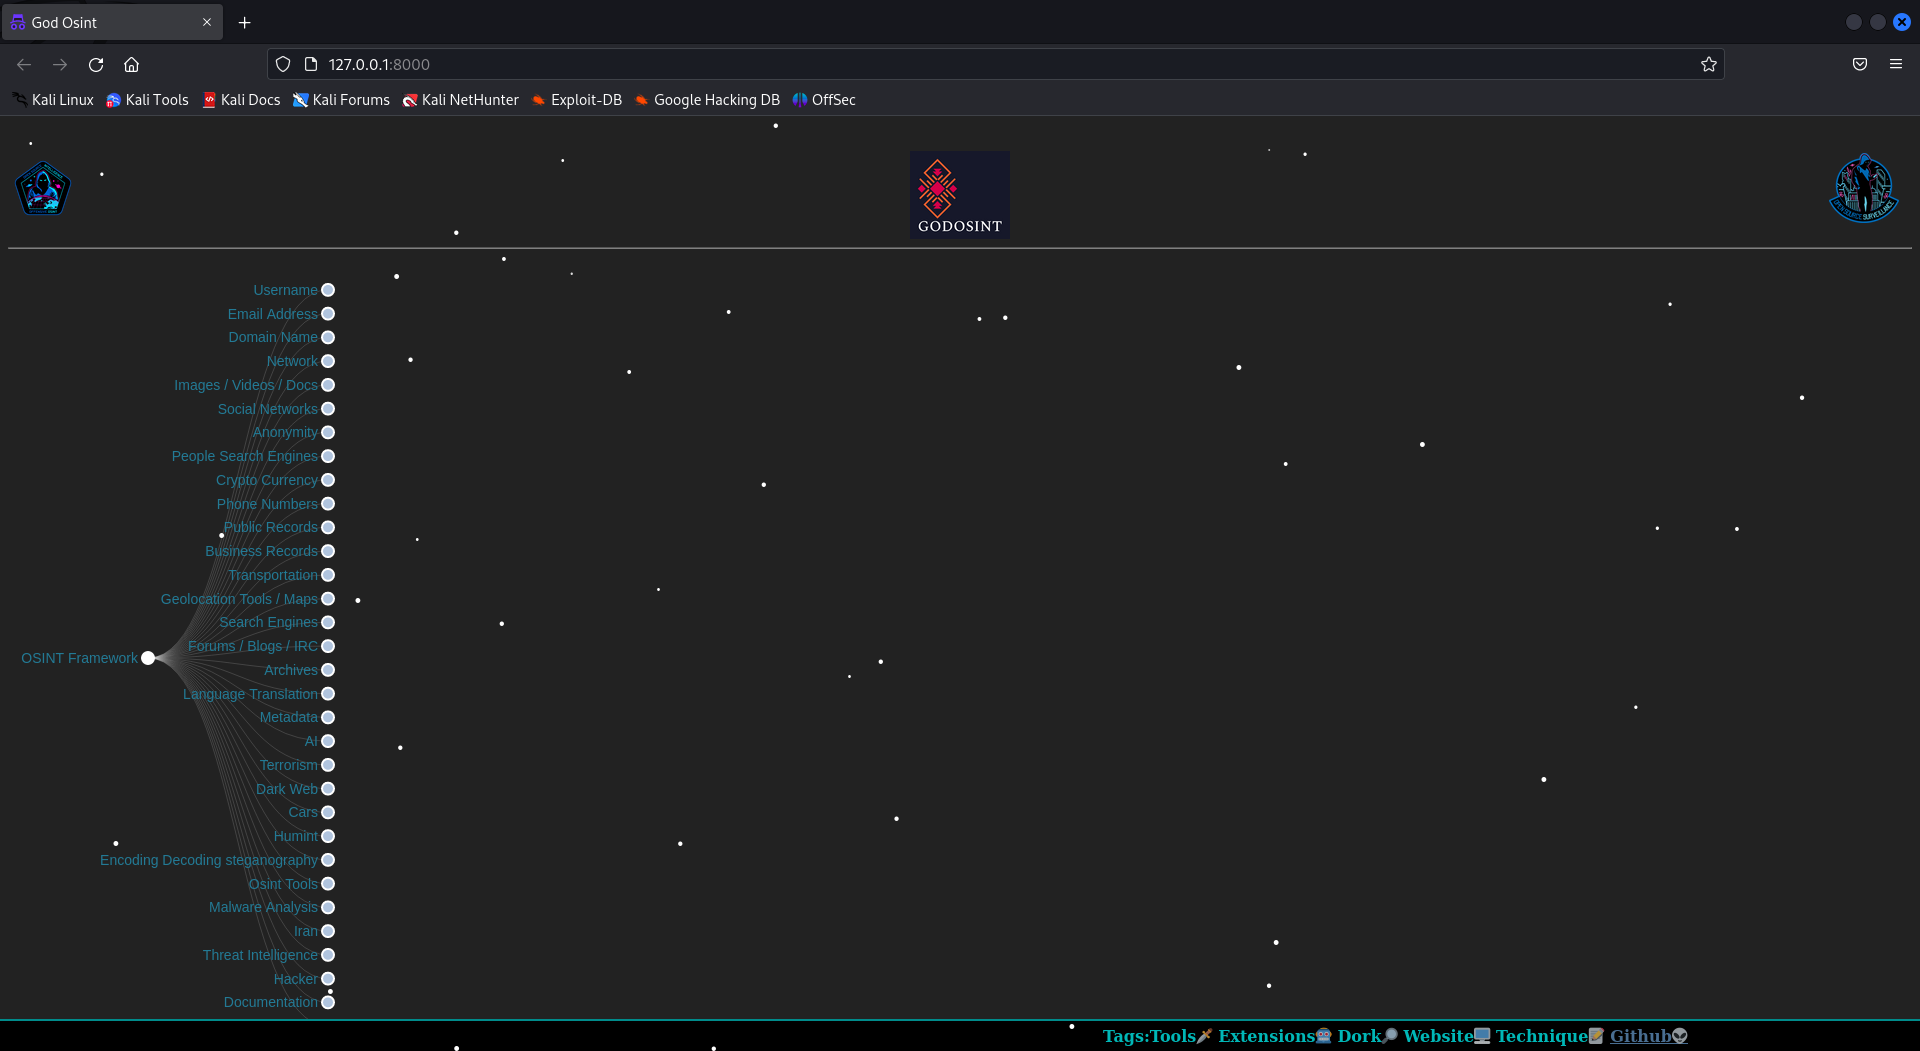 God Osint
127.0.0.1:8000
Kali Linux Kali Tools Kali Docs Kali Forums Kali NetHunter Exploit-DB Google Hacking DB OffSec
GODOSINT
OPEN SOURCE SURVEILLANCE
Username
Email Address
Domain Name
Network
Images / Videos / Docs
Social Networks
Anonymity
People Search Engines
Crypto Currency
Phone Numbers
Public Records
Business Records
Transportation
Geolocation Tools / Maps
Search Engines
Forums / Blogs / IRC
OSINT Framework
Archives
Language Translation
Metadata
AI
Terrorism
Dark Web
Cars
Humint
Encoding Decoding steganography
Osint Tools
Malware Analysis
Iran
Threat Intelligence
Hacker
Documentation
Tags:Tools Extensions Dork Website Technique Github